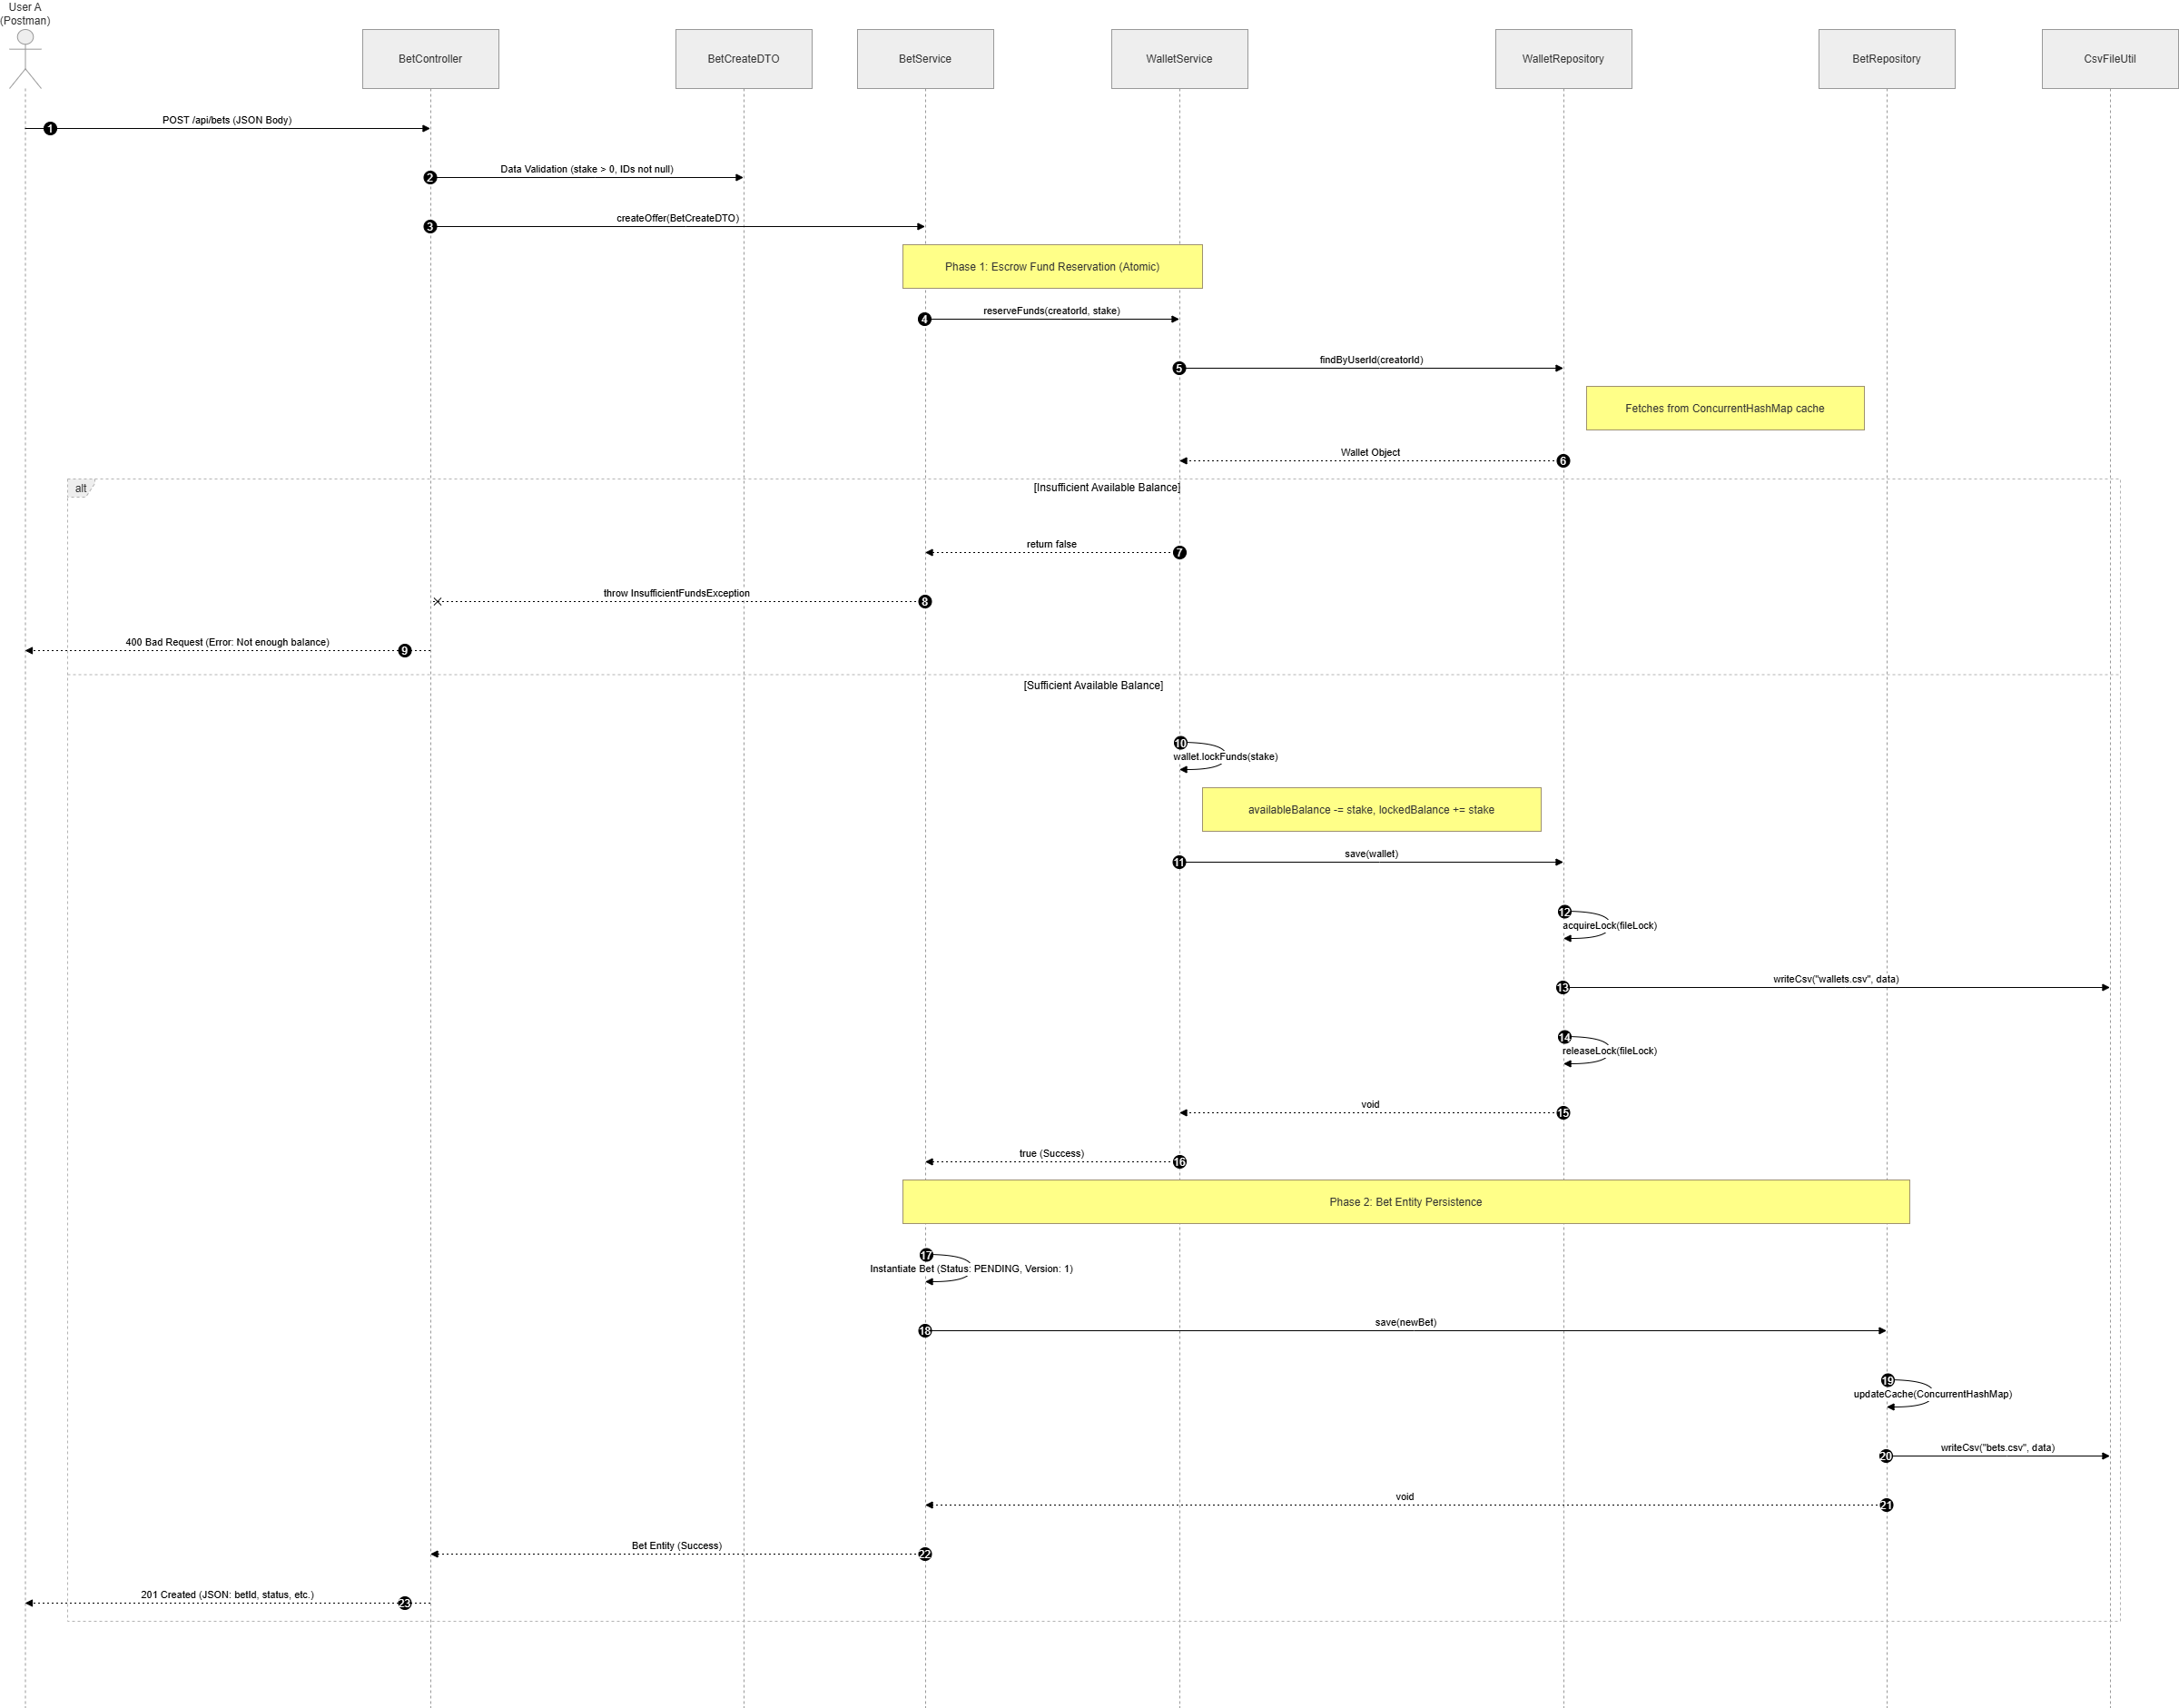 User A
(Postman)
BetController
BetCreateDTO
BetService
WalletService
WalletRepository
BetRepository
CsvFileUtil
1
POST /api/bets (JSON Body)
2
Data Validation (stake > 0, IDs not null)
3
createOffer(BetCreateDTO)
Phase 1: Escrow Fund Reservation (Atomic)
4
reserveFunds(creatorId, stake)
5
findByUserId(creatorId)
Fetches from ConcurrentHashMap cache
Wallet Object
6
alt
[Insufficient Available Balance]
return false
7
throw InsufficientFundsException
8
400 Bad Request (Error: Not enough balance)
9
[Sufficient Available Balance]
10
wallet.lockFunds(stake)
availableBalance -= stake, lockedBalance += stake
11
save(wallet)
12
acquireLock(fileLock)
13
writeCsv("wallets.csv", data)
14
releaseLock(fileLock)
void
15
true (Success)
16
Phase 2: Bet Entity Persistence
17
Instantiate Bet (Status: PENDING, Version: 1)
18
save(newBet)
19
updateCache(ConcurrentHashMap)
20
writeCsv("bets.csv", data)
void
21
Bet Entity (Success)
22
201 Created (JSON: betId, status, etc.)
23